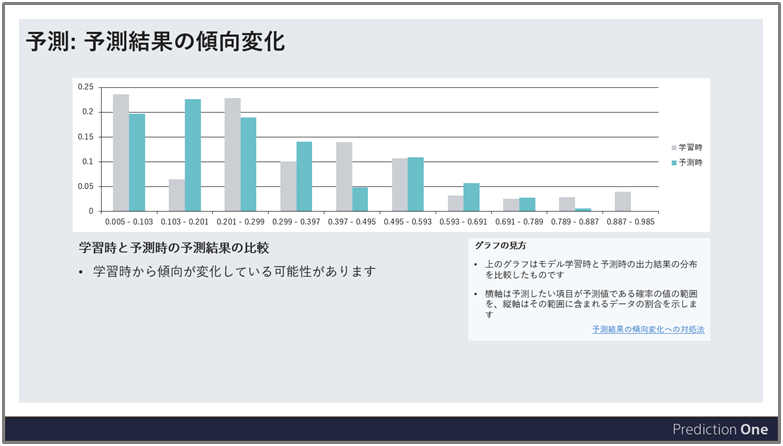 予測: 予測結果の傾向変化
0.25
0.2
0.15
0.1
0.05
0
0.005 - 0.103 0.103 - 0.201 0.201 - 0.299 0.299 - 0.397 0.397 - 0.495 0.495 - 0.593 0.593 - 0.691 0.691 - 0.789 0.789 - 0.887 0.887 - 0.985
学習時
予測時
学習時と予測時の予測結果の比較
• 学習時から傾向が変化している可能性があります
グラフの見方
• 上のグラフはモデル学習時と予測時の出力結果の分布
を比較したものです
• 横軸は予測したい項目が予測値である確率の値の範囲
を、縦軸はその範囲に含まれるデータの割合を示しま
す
予測結果の傾向変化への対処法
Prediction One